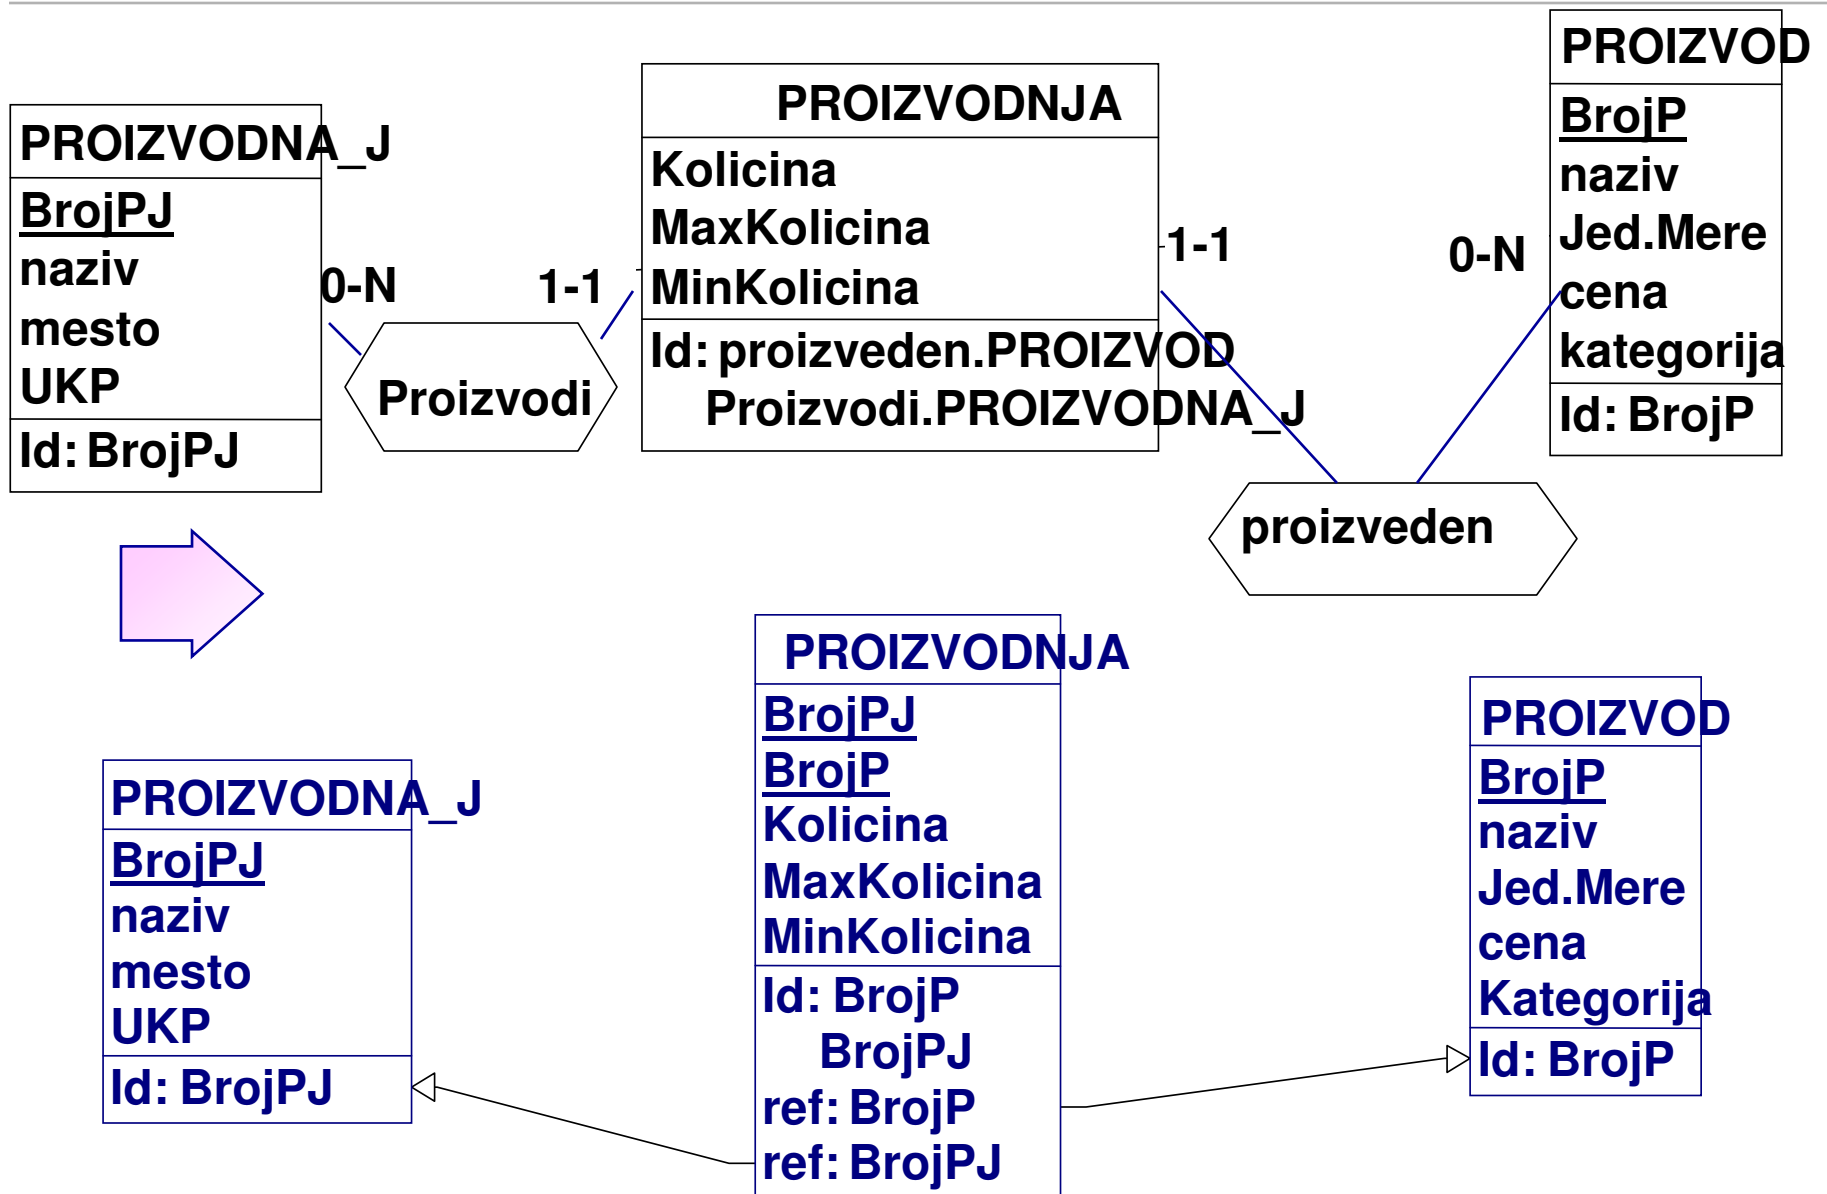 PROIZVODNA_J
BrojPJ
naziv
mesto
UKP
Id: BrojPJ
0-N
Proizvodi
1-1
PROIZVODNJA
Kolicina
MaxKolicina
MinKolicina
Id: proizveden.PROIZVOD
Proizvodi.PROIZVODNA_J
1-1
proizveden
0-N
PROIZVOD
BrojP
naziv
Jed.Mere
cena
kategorija
Id: BrojP
PROIZVODNA_J
BrojPJ
naziv
mesto
UKP
Id: BrojPJ
PROIZVODNJA
BrojPJ
BrojP
Kolicina
MaxKolicina
MinKolicina
Id: BrojP
BrojPJ
ref: BrojP
ref: BrojPJ
PROIZVOD
BrojP
naziv
Jed.Mere
cena
Kategorija
Id: BrojP